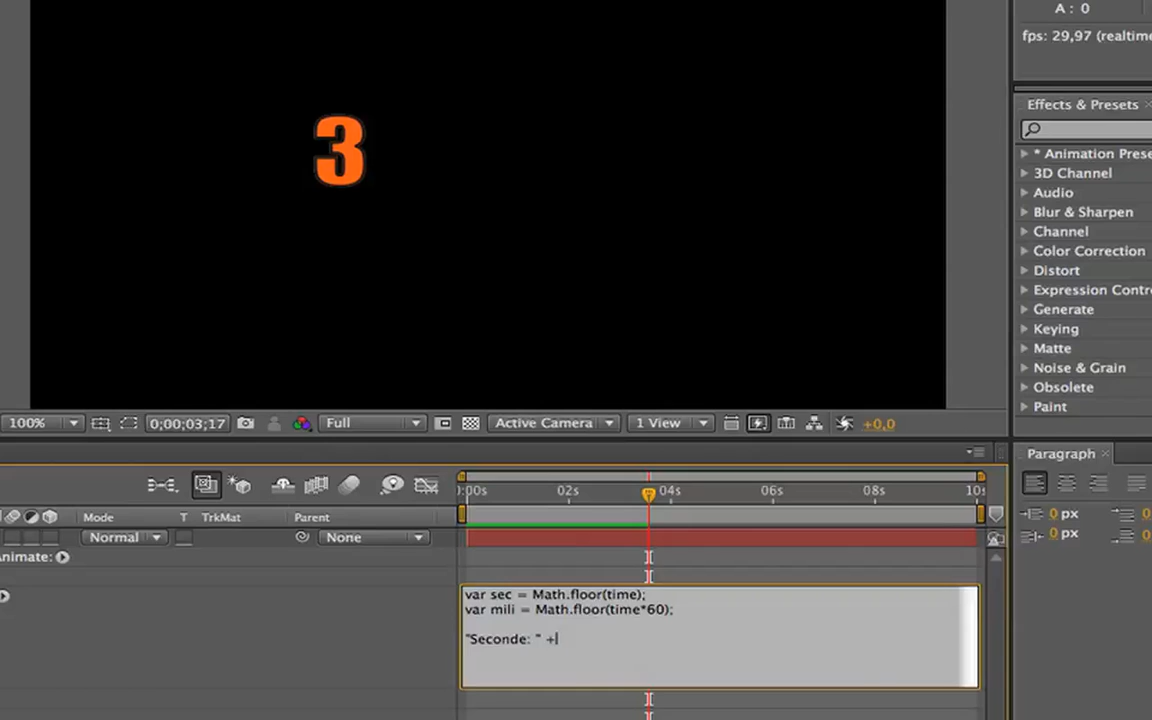 A : 0
fps: 29,97 (realtime
3
Effects & Presets
* Animation Prese
3D Channel
Audio
Blur & Sharpen
Channel
Color Correction
Distort
Expression Contr
Generate
Keying
Matte
Noise & Grain
Obsolete
Paint
100%
0;00;03;17
Full
Active Camera
1 View
+0,0
Paragraph
0 px
0 px
0
0
):00s 02s 04s 06s 08s 10s
Mode T TrkMat Parent
Normal None
Animate:
var sec = Math.floor(time);
var mili = Math.floor(time*60);
"Seconde: " +